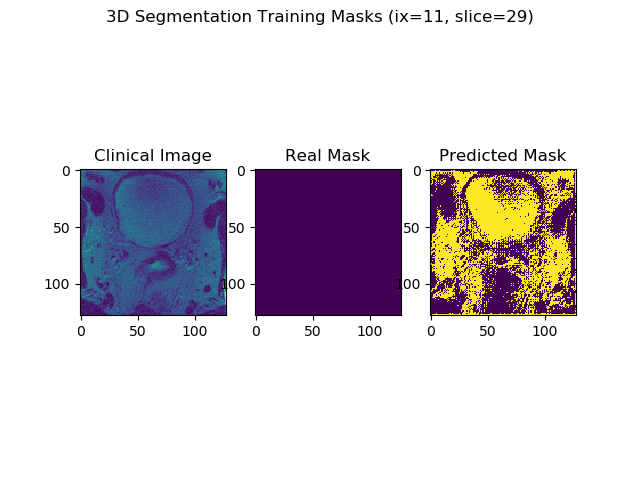 3D Segmentation Training Masks (ix=11, slice=29)
Clinical Image Real Mask Predicted Mask
0 0 0
50 50 50
100 100 100
0 50 100 0 50 100 0 50 100